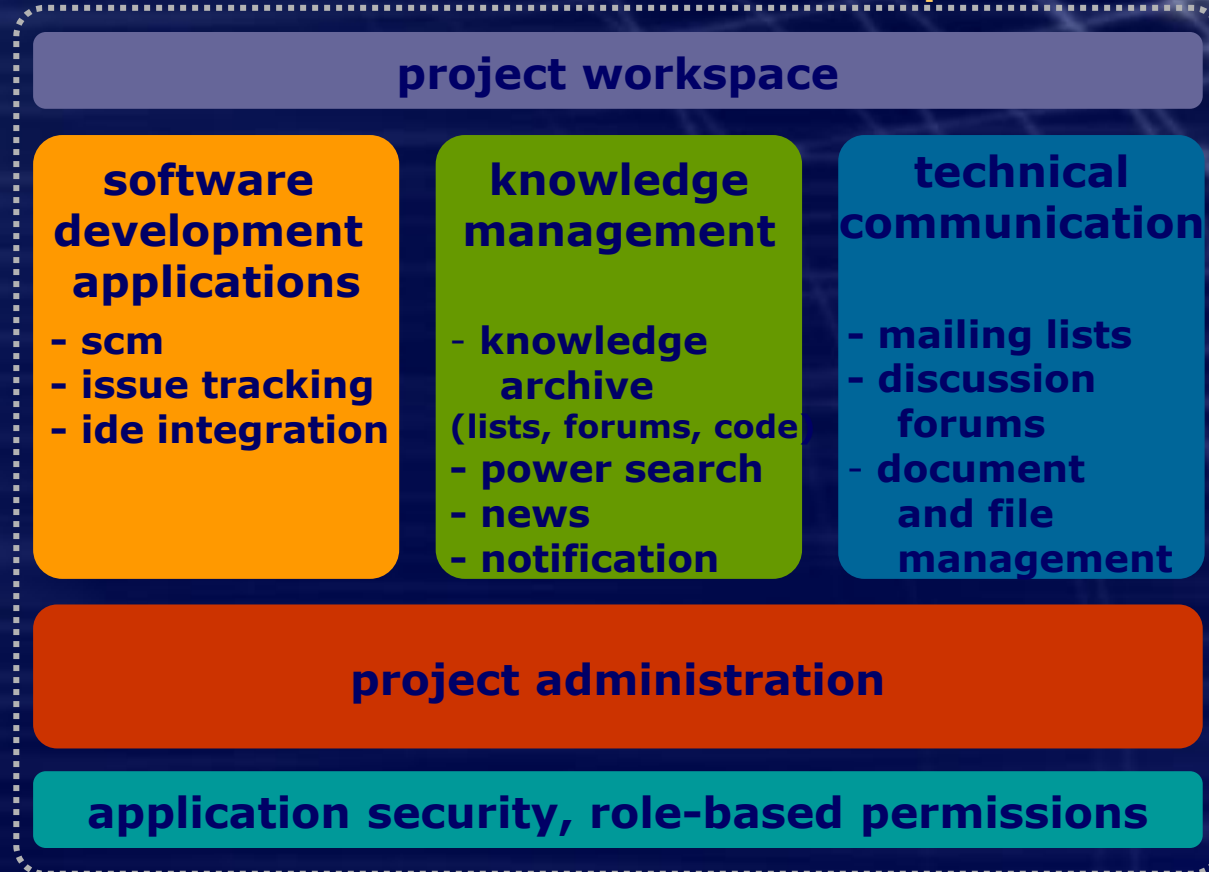 project workspace
software
development
applications
- scm
- issue tracking
- ide integration
knowledge
management
- knowledge
archive
(lists, forums, code)
- power search
- news
- notification
technical
communication
- mailing lists
- discussion
forums
- document
and file
management
project administration
application security, role-based permissions